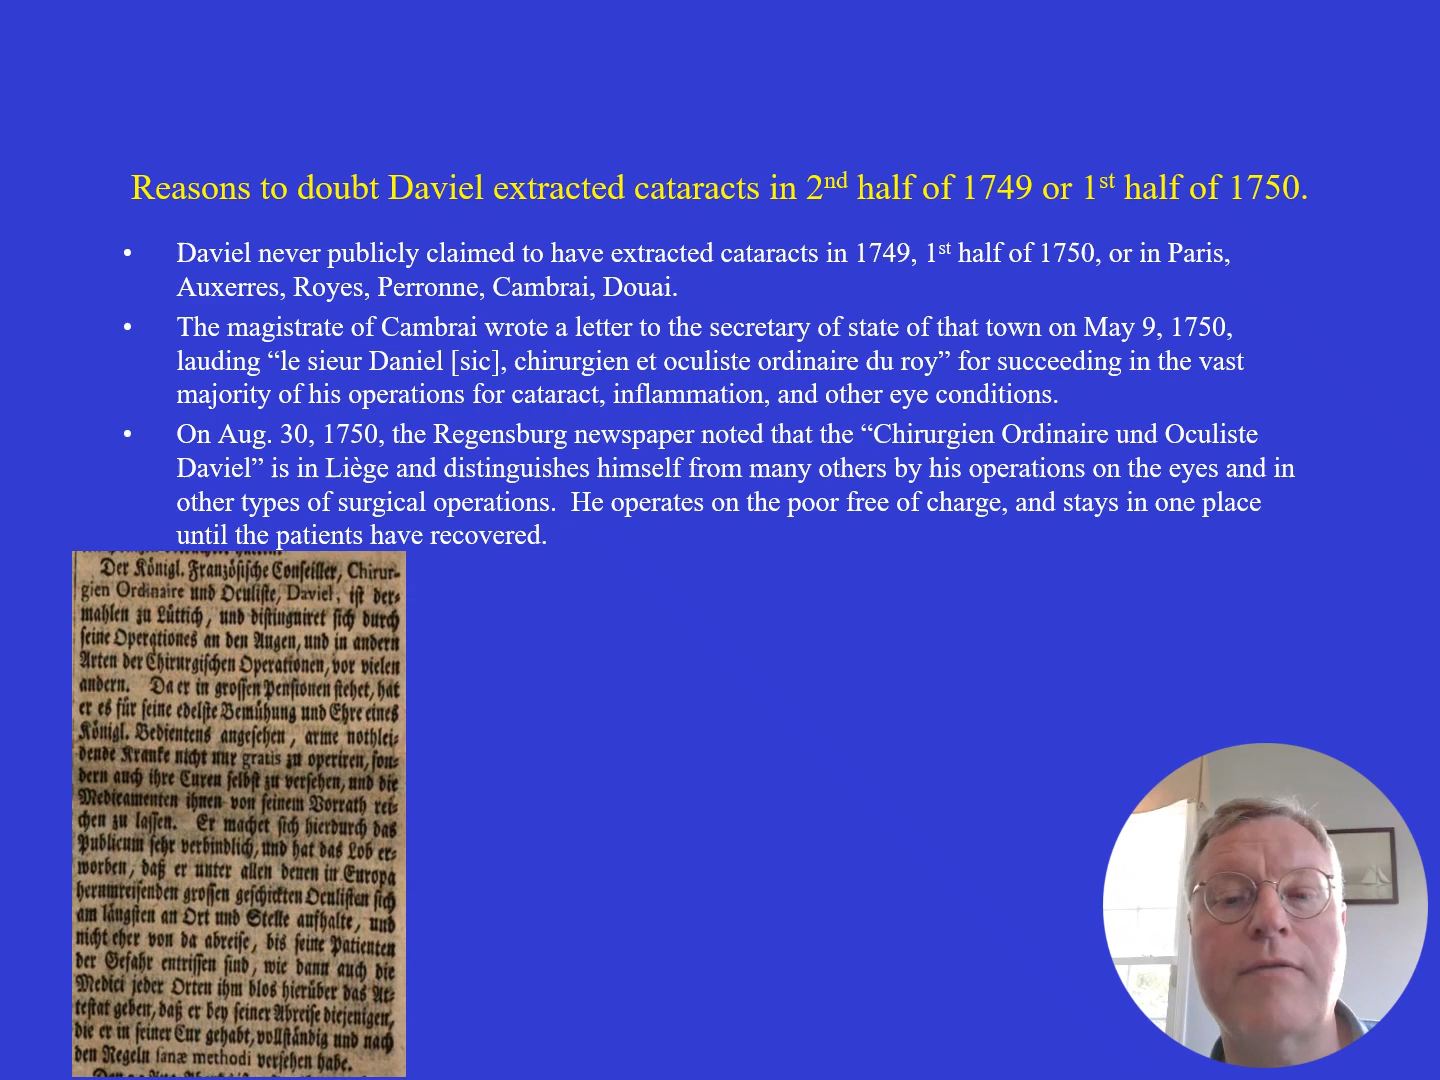 Reasons to doubt Daviel extracted cataracts in 2nd half of 1749 or 1st half of 1750.
• Daviel never publicly claimed to have extracted cataracts in 1749, 1st half of 1750, or in Paris,
Auxerres, Royes, Perronne, Cambrai, Douai.
• The magistrate of Cambrai wrote a letter to the secretary of state of that town on May 9, 1750,
lauding “le sieur Daniel [sic], chirurgien et oculiste ordinaire du roy” for succeeding in the vast
majority of his operations for cataract, inflammation, and other eye conditions.
• On Aug. 30, 1750, the Regensburg newspaper noted that the “Chirurgien Ordinaire und Oculiste
Daviel” is in Liège and distinguishes himself from many others by his operations on the eyes and in
other types of surgical operations.  He operates on the poor free of charge, and stays in one place
until the patients have recovered.
Der Königl. Französische Conseiller, Chirur-
gien Ordinaire und Oculiste, Daviel, ist der-
mahlen zu Lüttich, und distinguiret sich durch
seine Operationes an den Augen, und in andern
Arten der Chirurgischen Operationen, vor vielen
andern. Da er in grossen Pensionen stehet, hat
er es für seine edelste Bemühung und Ehre eines
Königl. Bedientens angesehen, arme nothlei-
dende Kranke nicht nur gratis zu operiren, son-
dern auch ihre Curen selbst zu versehen, und die
Medicamenten ihnen von seinem Vorrath rei-
chen zu lassen. Er machet sich hierdurch das
Publicum sehr verbindlich, und hat das Lob er-
worben, daß er unter allen denen in Europa
herumreisenden grossen geschickten Oculisten sich
am längsten an Ort und Stelle aufhalte, und
nicht eher von da abreise, bis seine Patienten
der Gefahr entrissen sind, wie dann auch die
Medici jeder Orten ihm blos hierüber das At-
testat geben, daß er bey seiner Abreise diejenigen,
die er in seiner Cur gehabt, vollständig und nach
den Regeln sanæ methodi versehen habe.